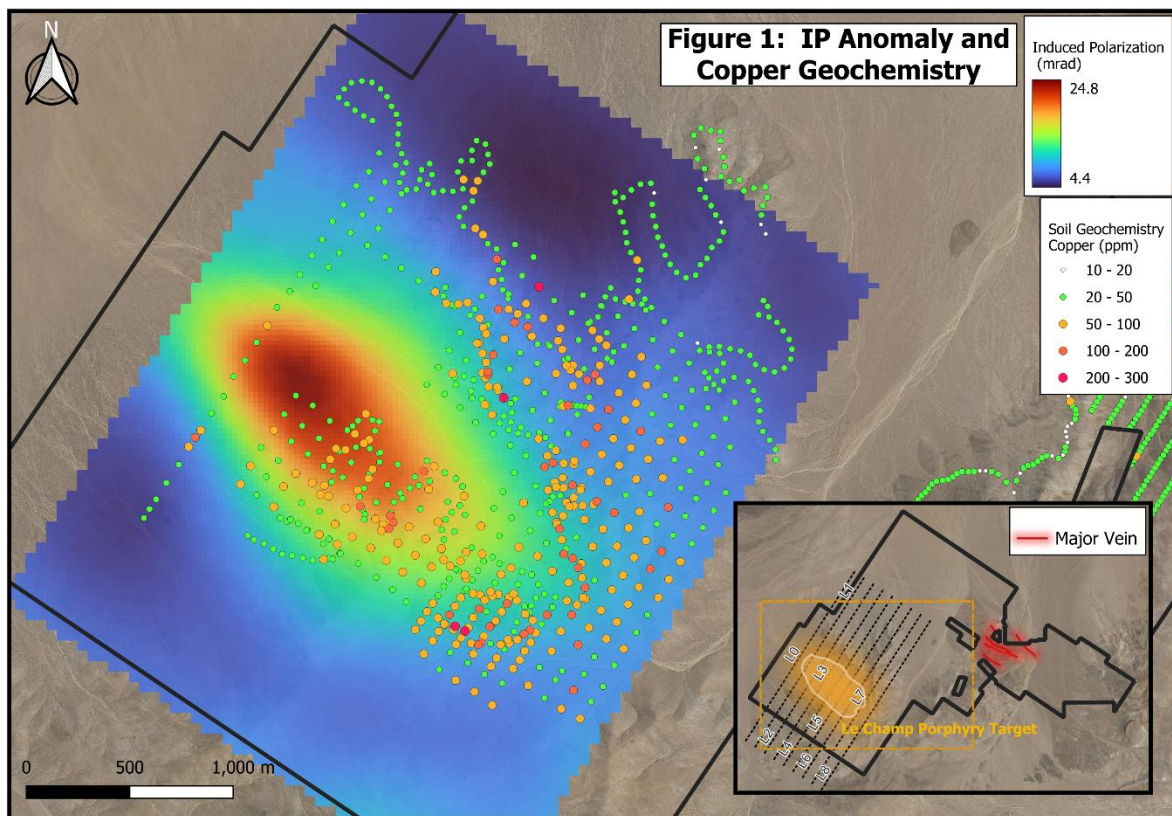 N
Figure 1: IP Anomaly and
Copper Geochemistry
Induced Polarization
(mrad)
24.8
4.4
Soil Geochemistry
Copper (ppm)
10 - 20
20 - 50
50 - 100
100 - 200
200 - 300
Major Vein
L1
L0
L3
L7
L5
Le Champ Porphyry Target
L2
L4
L6
L8
0 500 1,000 m